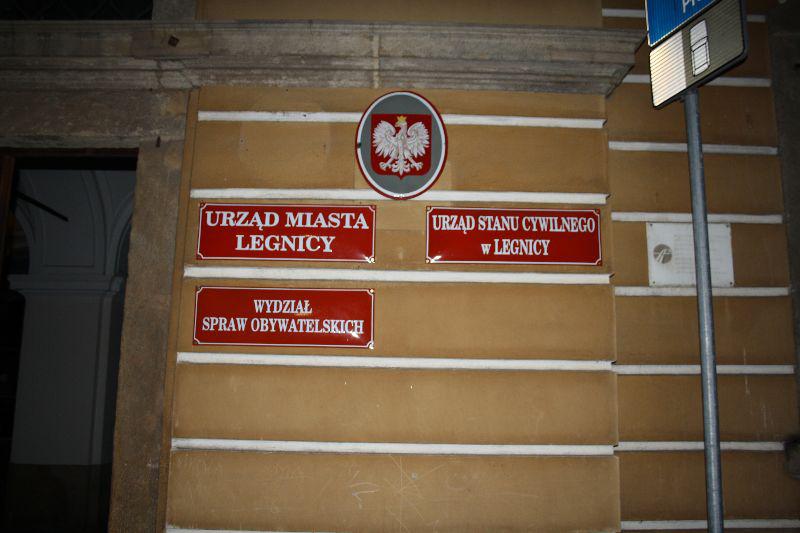 URZĄD MIASTA
LEGNICY
URZĄD STANU CYWILNEGO
w LEGNICY
WYDZIAŁ
SPRAW OBYWATELSKICH